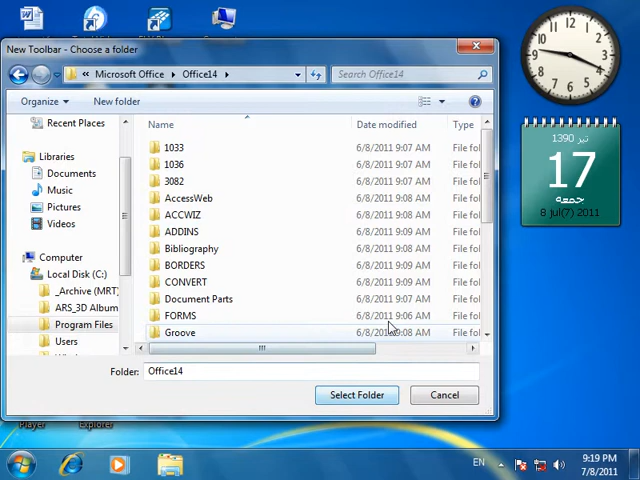 New Toolbar - Choose a folder
Microsoft Office
Office14
Search Office14
Organize
New folder
Name
Date modified
Type
Recent Places
Libraries
Documents
Music
Pictures
Videos
Computer
Local Disk (C:)
_Archive (MRT)
ARS_3D Album
Program Files
Users
1033 6/8/2011 9:07 AM File fol
1036 6/8/2011 9:07 AM File fol
3082 6/8/2011 9:07 AM File fol
AccessWeb 6/8/2011 9:08 AM File fol
ACCWIZ 6/8/2011 9:08 AM File fol
ADDINS 6/8/2011 9:09 AM File fol
Bibliography 6/8/2011 9:08 AM File fol
BORDERS 6/8/2011 9:09 AM File fol
CONVERT 6/8/2011 9:09 AM File fol
Document Parts 6/8/2011 9:07 AM File fol
FORMS 6/8/2011 9:06 AM File fol
Groove 6/8/2011 9:08 AM File fol
Folder: Office14
Select Folder
Cancel
12
1
2
3
4
5
6
7
8
9
10
11
تیر 1390
17
جمعه
8 jul(7) 2011
Player
Explorer
EN
9:19 PM
7/8/2011